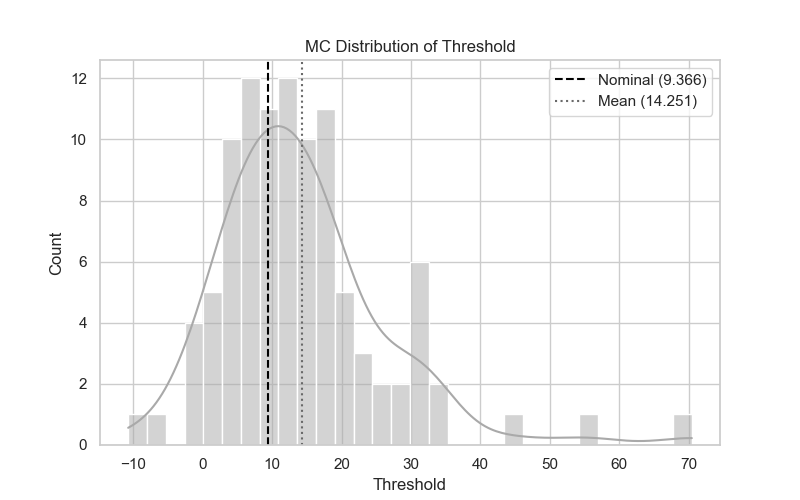 MC Distribution of Threshold
Nominal (9.366)
Mean (14.251)
Count
12
10
8
6
4
2
0
−10 0 10 20 30 40 50 60 70
Threshold